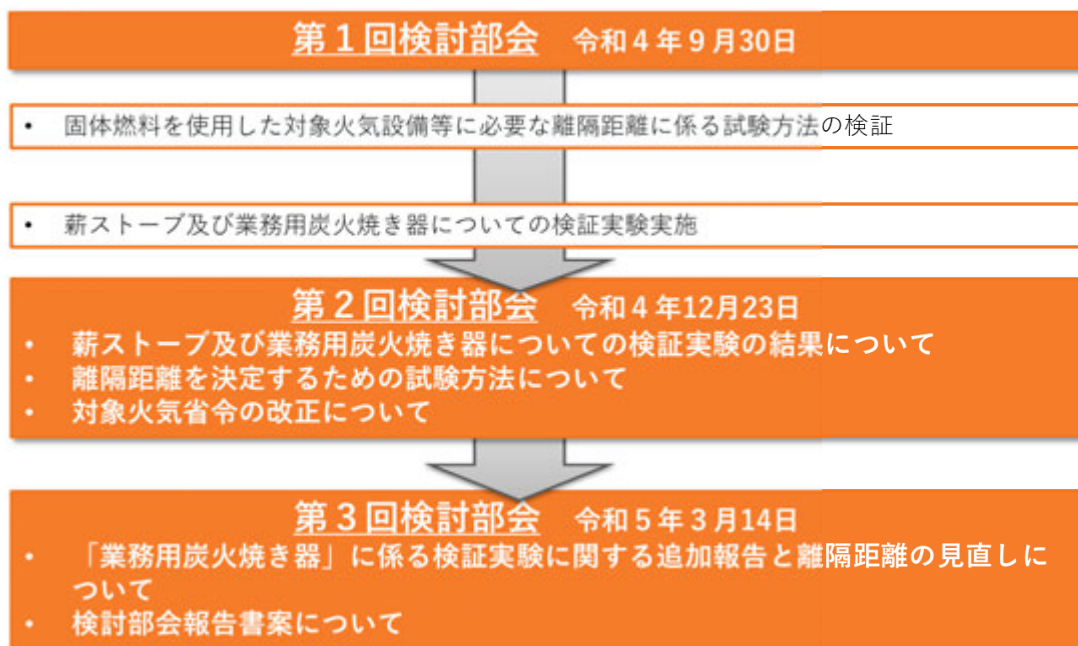 第1回検討部会 令和4年9月30日
• 固体燃料を使用した対象火気設備等に必要な離隔距離に係る試験方法の検証
• 薪ストーブ及び業務用炭火焼き器についての検証実験実施
第2回検討部会 令和4年12月23日
• 薪ストーブ及び業務用炭火焼き器についての検証実験の結果について
• 離隔距離を決定するための試験方法について
• 対象火気省令の改正について
第3回検討部会 令和5年3月14日
• 「業務用炭火焼き器」に係る検証実験に関する追加報告と離隔距離の見直しに
ついて
• 検討部会報告書案について